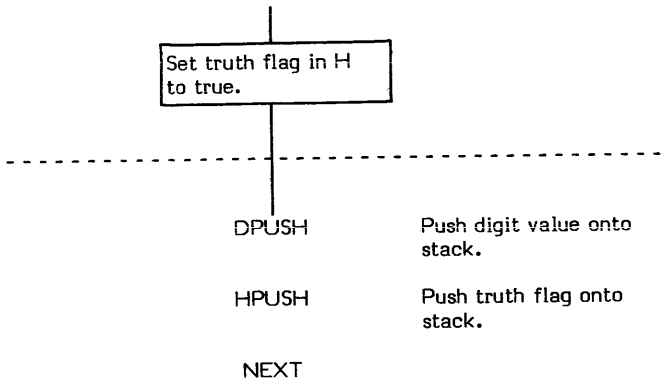 Set truth flag in H
to true.
DPUSH
Push digit value onto
stack.
HPUSH
Push truth flag onto
stack.
NEXT